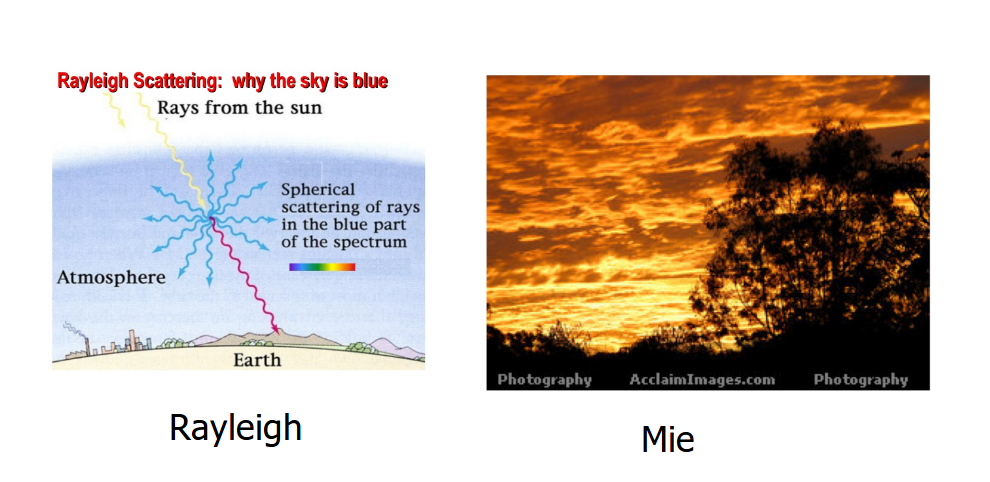 Rayleigh Scattering: why the sky is blue
Rays from the sun
Spherical
scattering of rays
in the blue part
of the spectrum
Atmosphere
Earth
Photography AcclaimImages.com Photography
Rayleigh
Mie